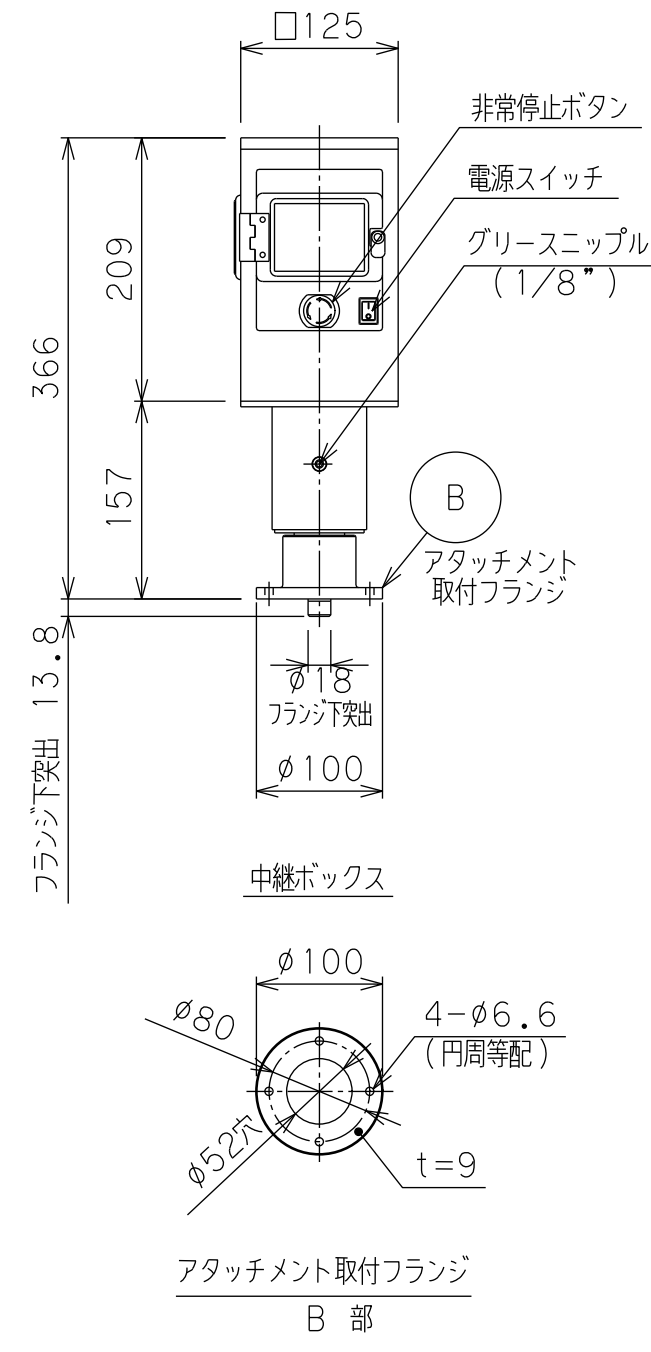 □125
非常停止ボタン
電源スイッチ
グリースニップル
(1/8")
209
366
157
B
アタッチメント
取付フランジ
フランジ下突出 13.8
φ18
フランジ下突出
φ100
中継ボックス
φ100
φ80
4-φ6.6
(円周等配)
φ52穴
t=9
アタッチメント取付フランジ
B 部